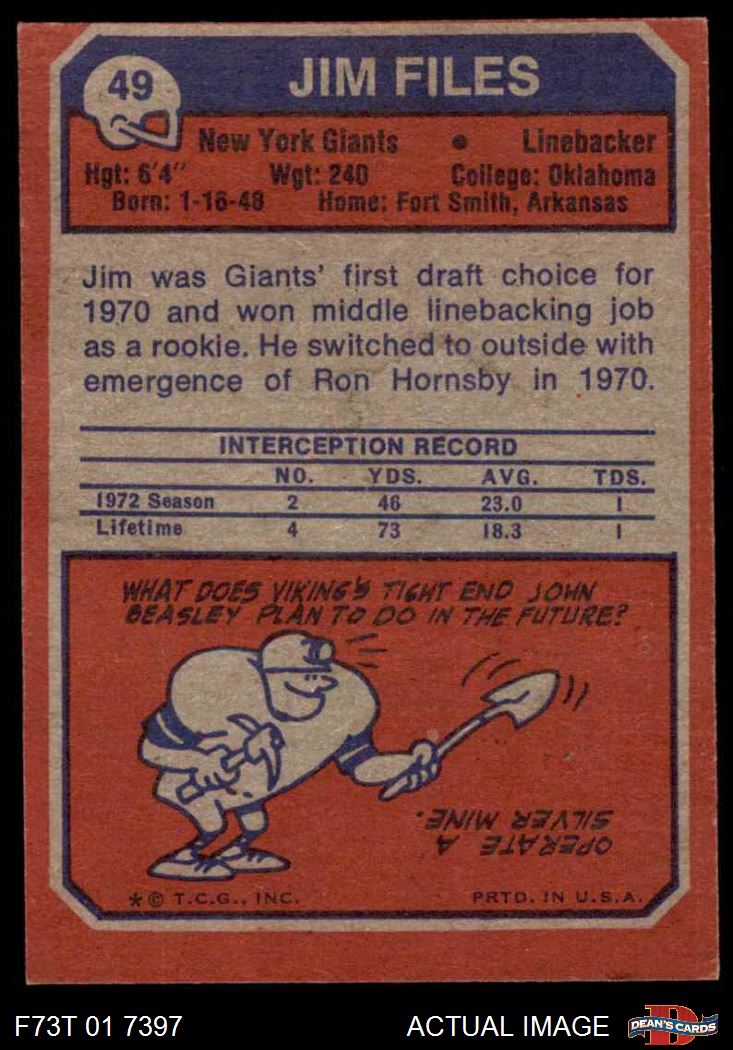 49
JIM FILES
New York Giants • Linebacker
Hgt: 6'4" Wgt: 240 College: Oklahoma
Born: 1-16-48 Home: Fort Smith, Arkansas
Jim was Giants' first draft choice for
1970 and won middle linebacking job
as a rookie. He switched to outside with
emergence of Ron Hornsby in 1970.
INTERCEPTION RECORD
NO. YDS. AVG. TDS.
1972 Season 2 46 23.0 1
Lifetime 4 73 18.3 1
WHAT DOES VIKING'S TIGHT END JOHN
BEASLEY PLAN TO DO IN THE FUTURE?
OPERATE A
SILVER MINE.
*© T.C.G., INC. PRTD. IN U.S.A.
F73T 01 7397 ACTUAL IMAGE DEAN'S CARDS